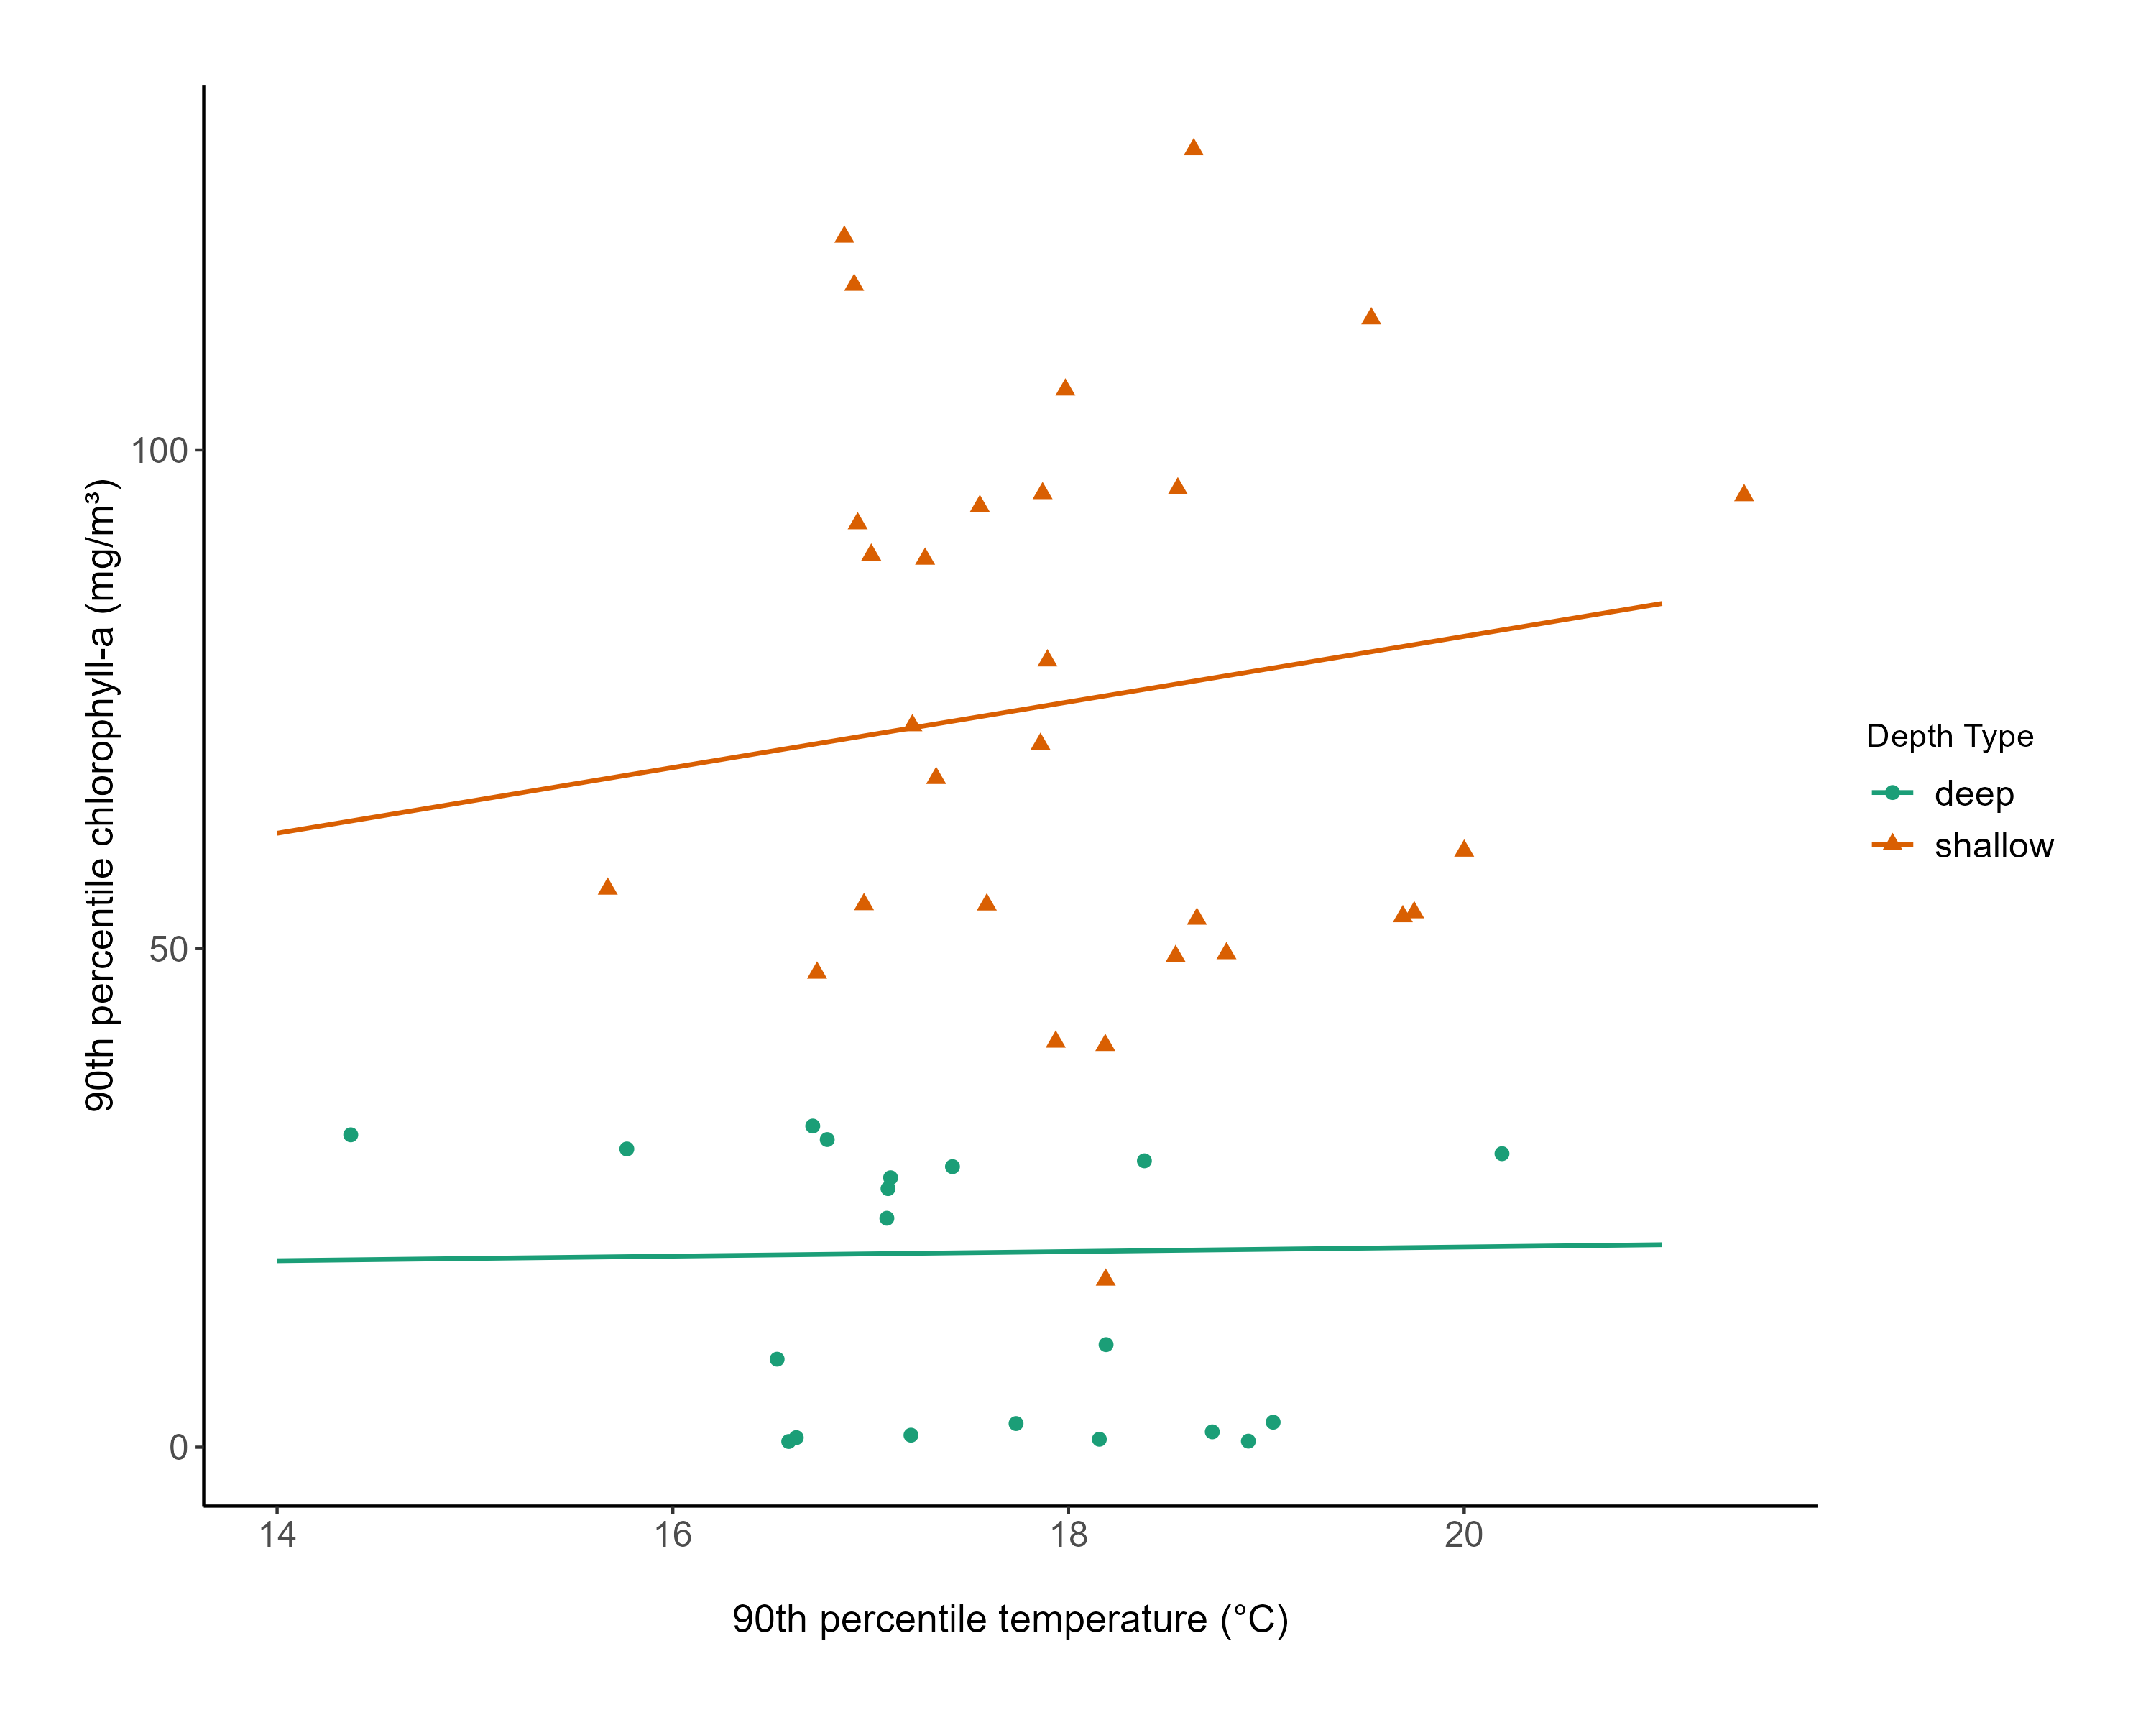 90th percentile chlorophyll-a (mg/m³)
100
50
0
14 16 18 20
90th percentile temperature (°C)
Depth Type
deep
shallow